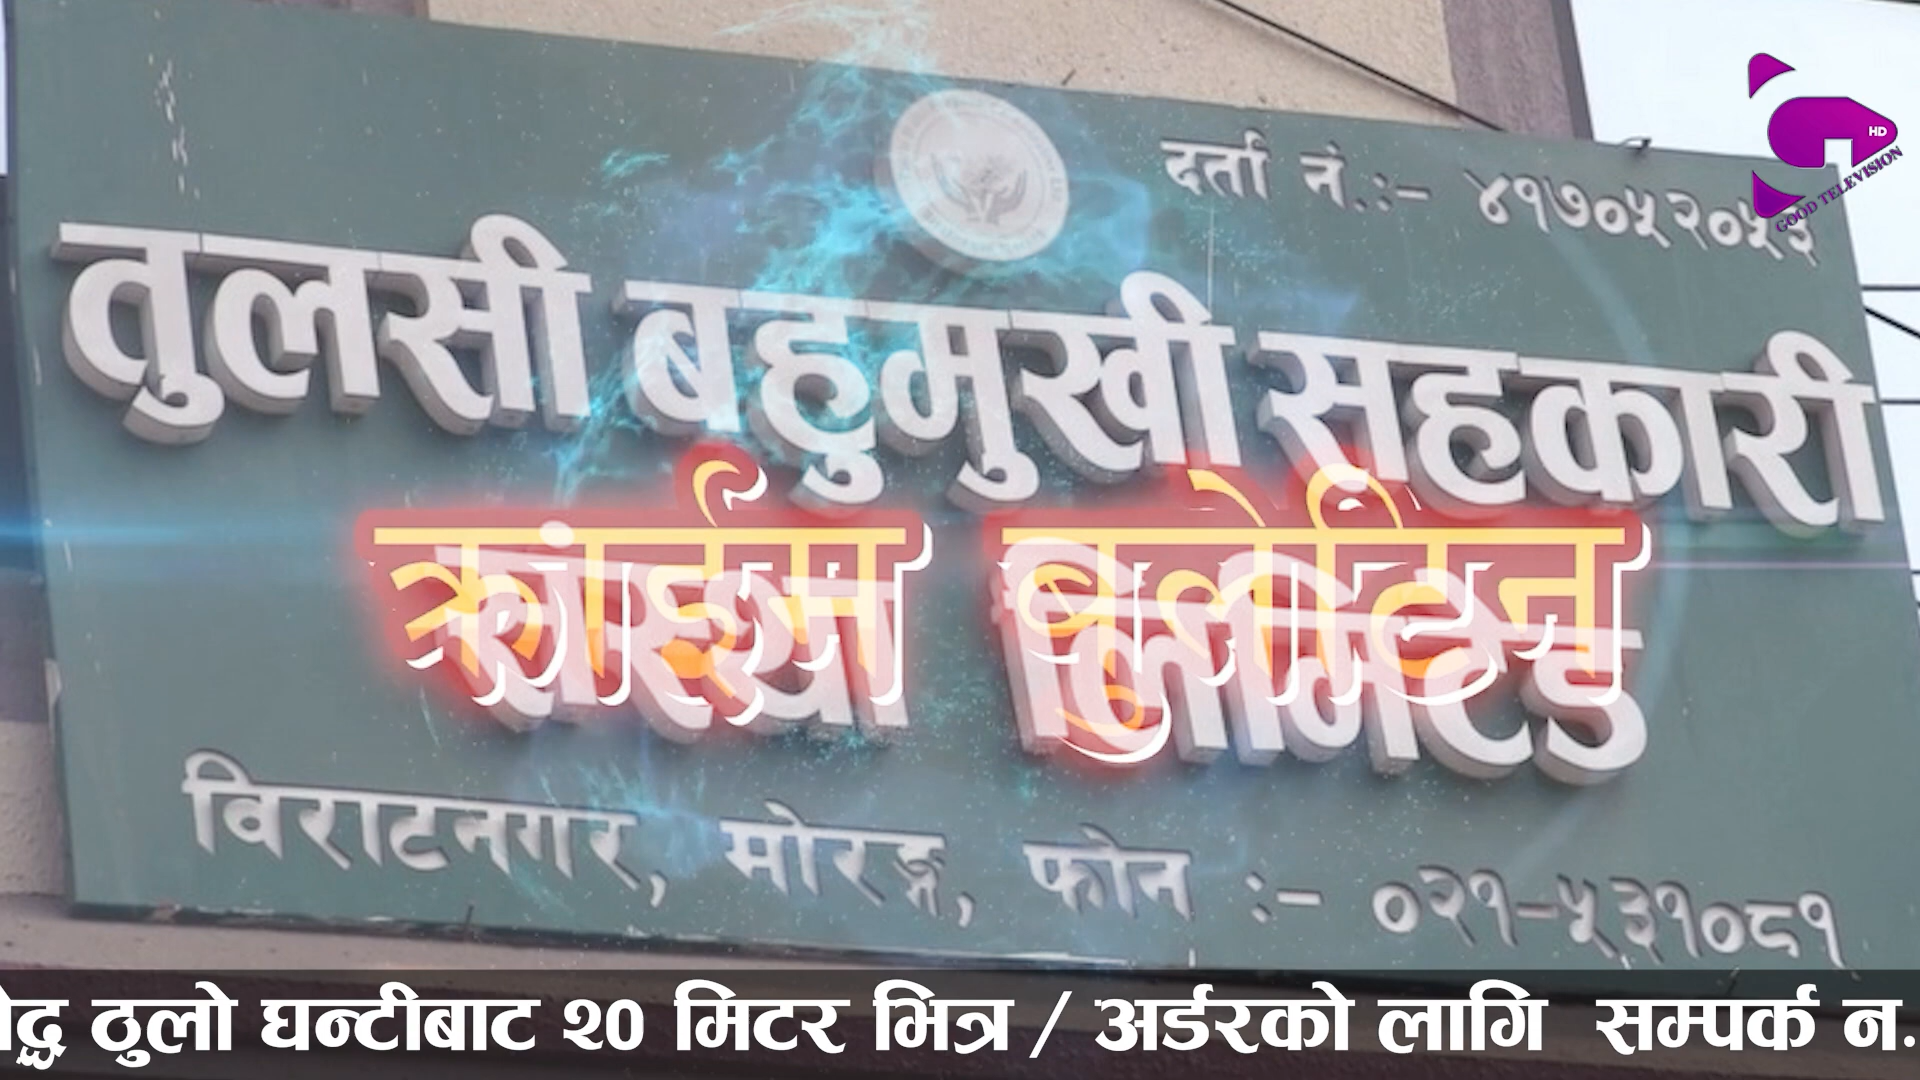 HD
GOOD TELEVISION
दर्ता नं.:- ४१७०५२०५३
तुलसी बहुमुखी सहकारी
संस्था लिमिटेड
क्राईम बुलेटिन
विराटनगर, मोरङ्ग, फोन :- ०२१-५३१०८१
ठुलो घन्टीबाट २० मिटर भित्र / अर्डरको लागि सम्पर्क न.